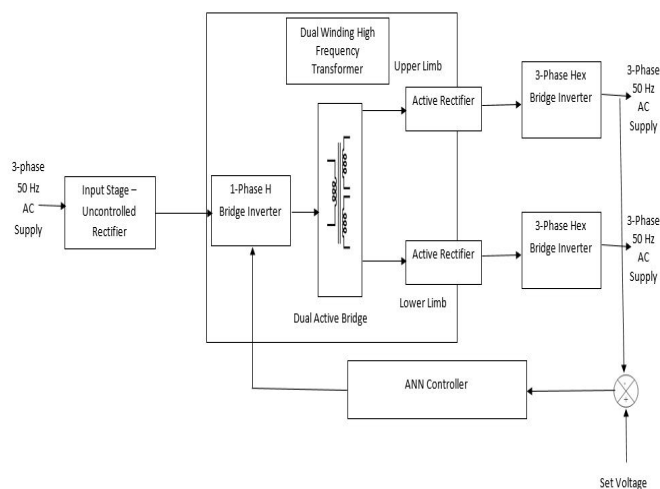 Dual Winding High
Frequency
Transformer
Upper Limb
Active Rectifier
3-Phase Hex
Bridge Inverter
3-Phase
50 Hz
AC
Supply
3-phase
50 Hz
AC
Supply
Input Stage –
Uncontrolled
Rectifier
1-Phase H
Bridge Inverter
Active Rectifier
3-Phase Hex
Bridge Inverter
3-Phase
50 Hz
AC
Supply
Lower Limb
Dual Active Bridge
ANN Controller
-
+
Set Voltage